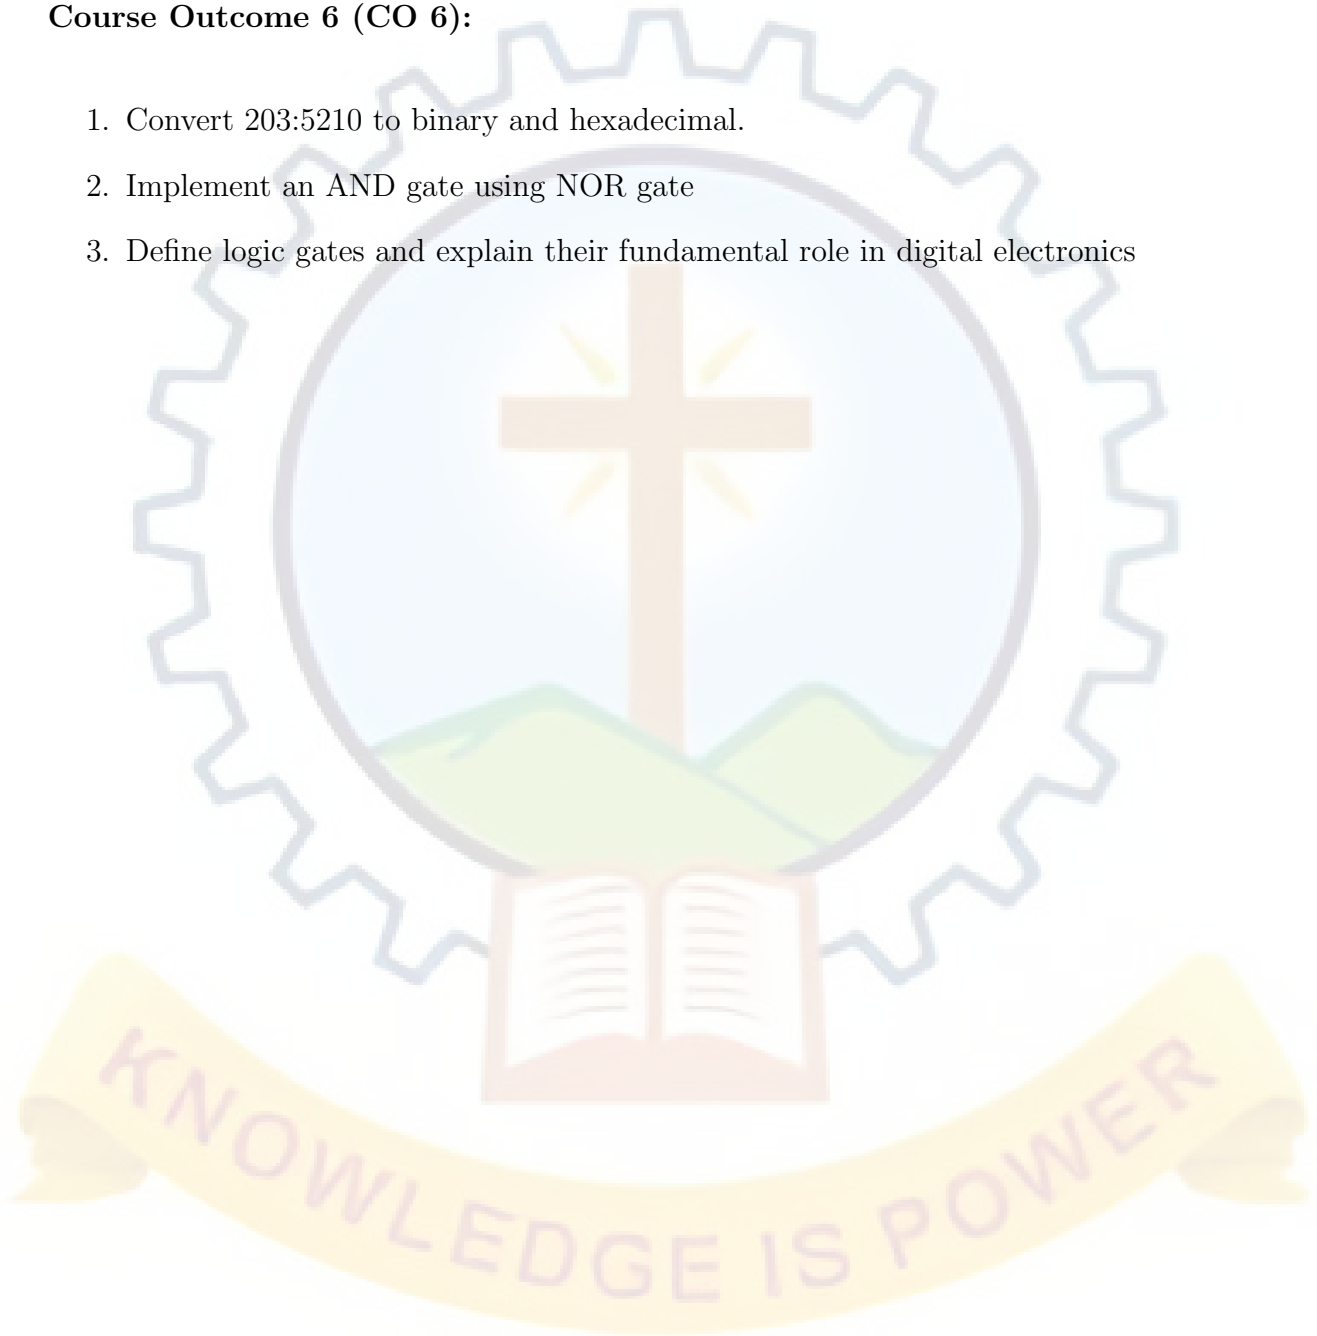 Course Outcome 6 (CO 6):
1. Convert 203:5210 to binary and hexadecimal.
2. Implement an AND gate using NOR gate
3. Define logic gates and explain their fundamental role in digital electronics
KNOWLEDGE IS POWER